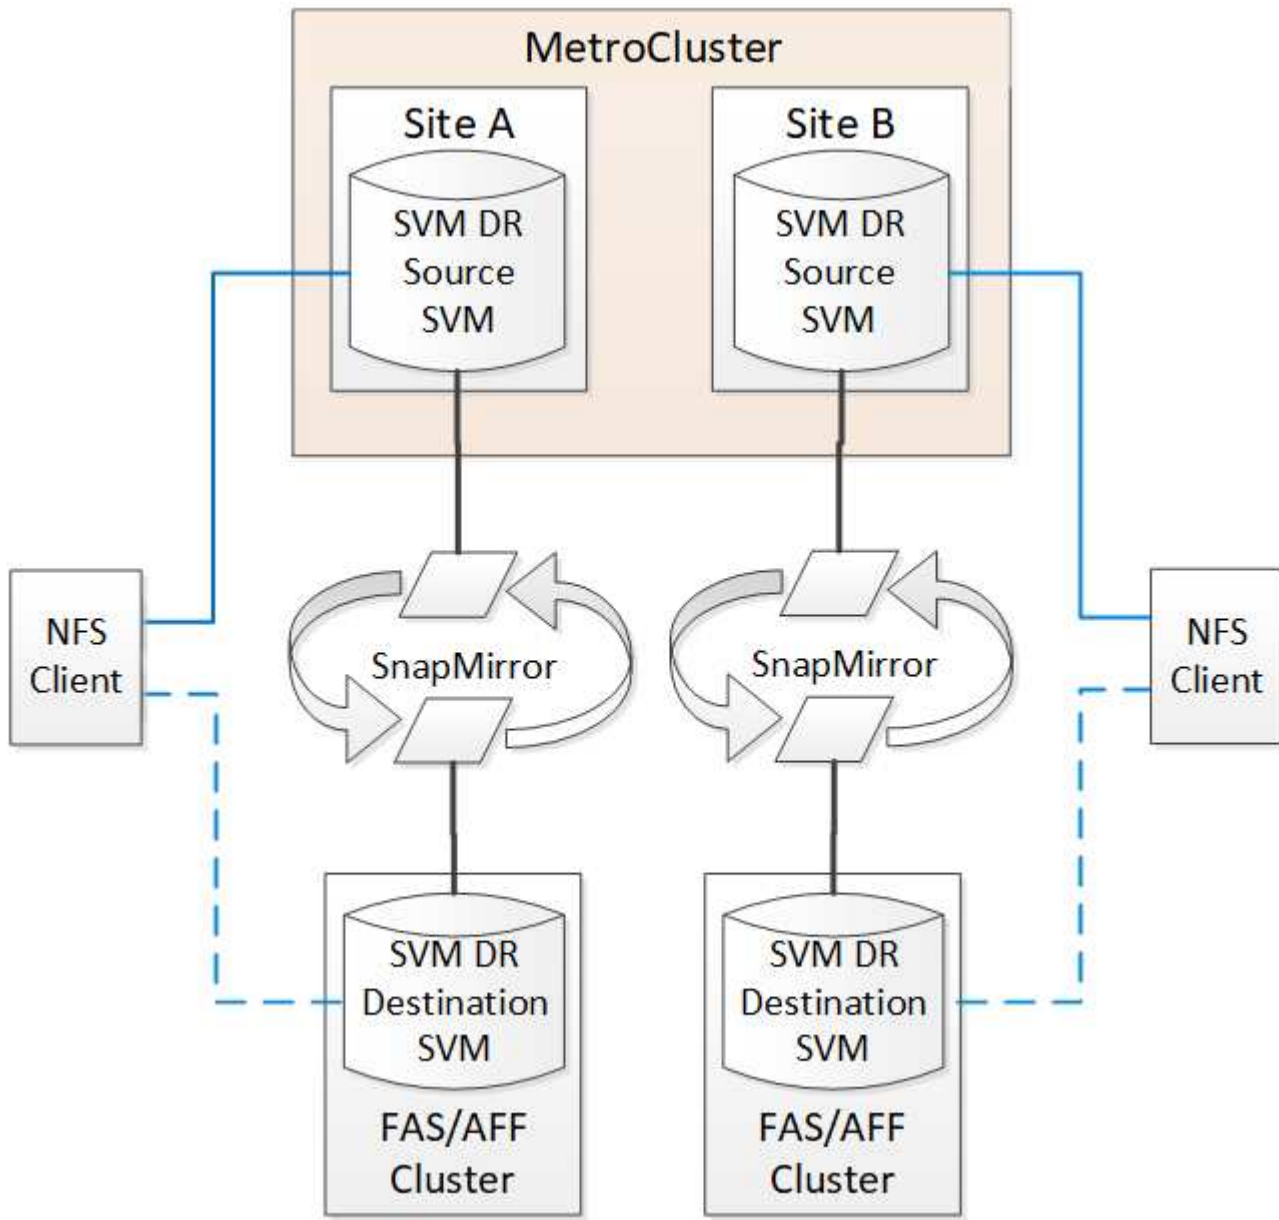 MetroCluster
Site A
SVM DR
Source
SVM
Site B
SVM DR
Source
SVM
NFS
Client
SnapMirror
SnapMirror
NFS
Client
SVM DR
Destination
SVM
FAS/AFF
Cluster
SVM DR
Destination
SVM
FAS/AFF
Cluster